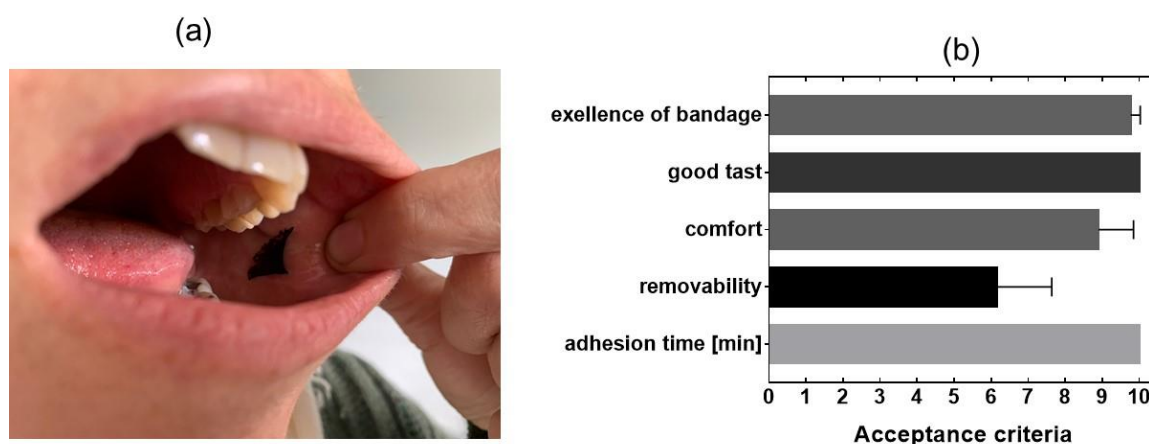 (a)
(b)
exellence of bandage
good tast
comfort
removability
adhesion time [min]
0 1 2 3 4 5 6 7 8 9 10
Acceptance criteria